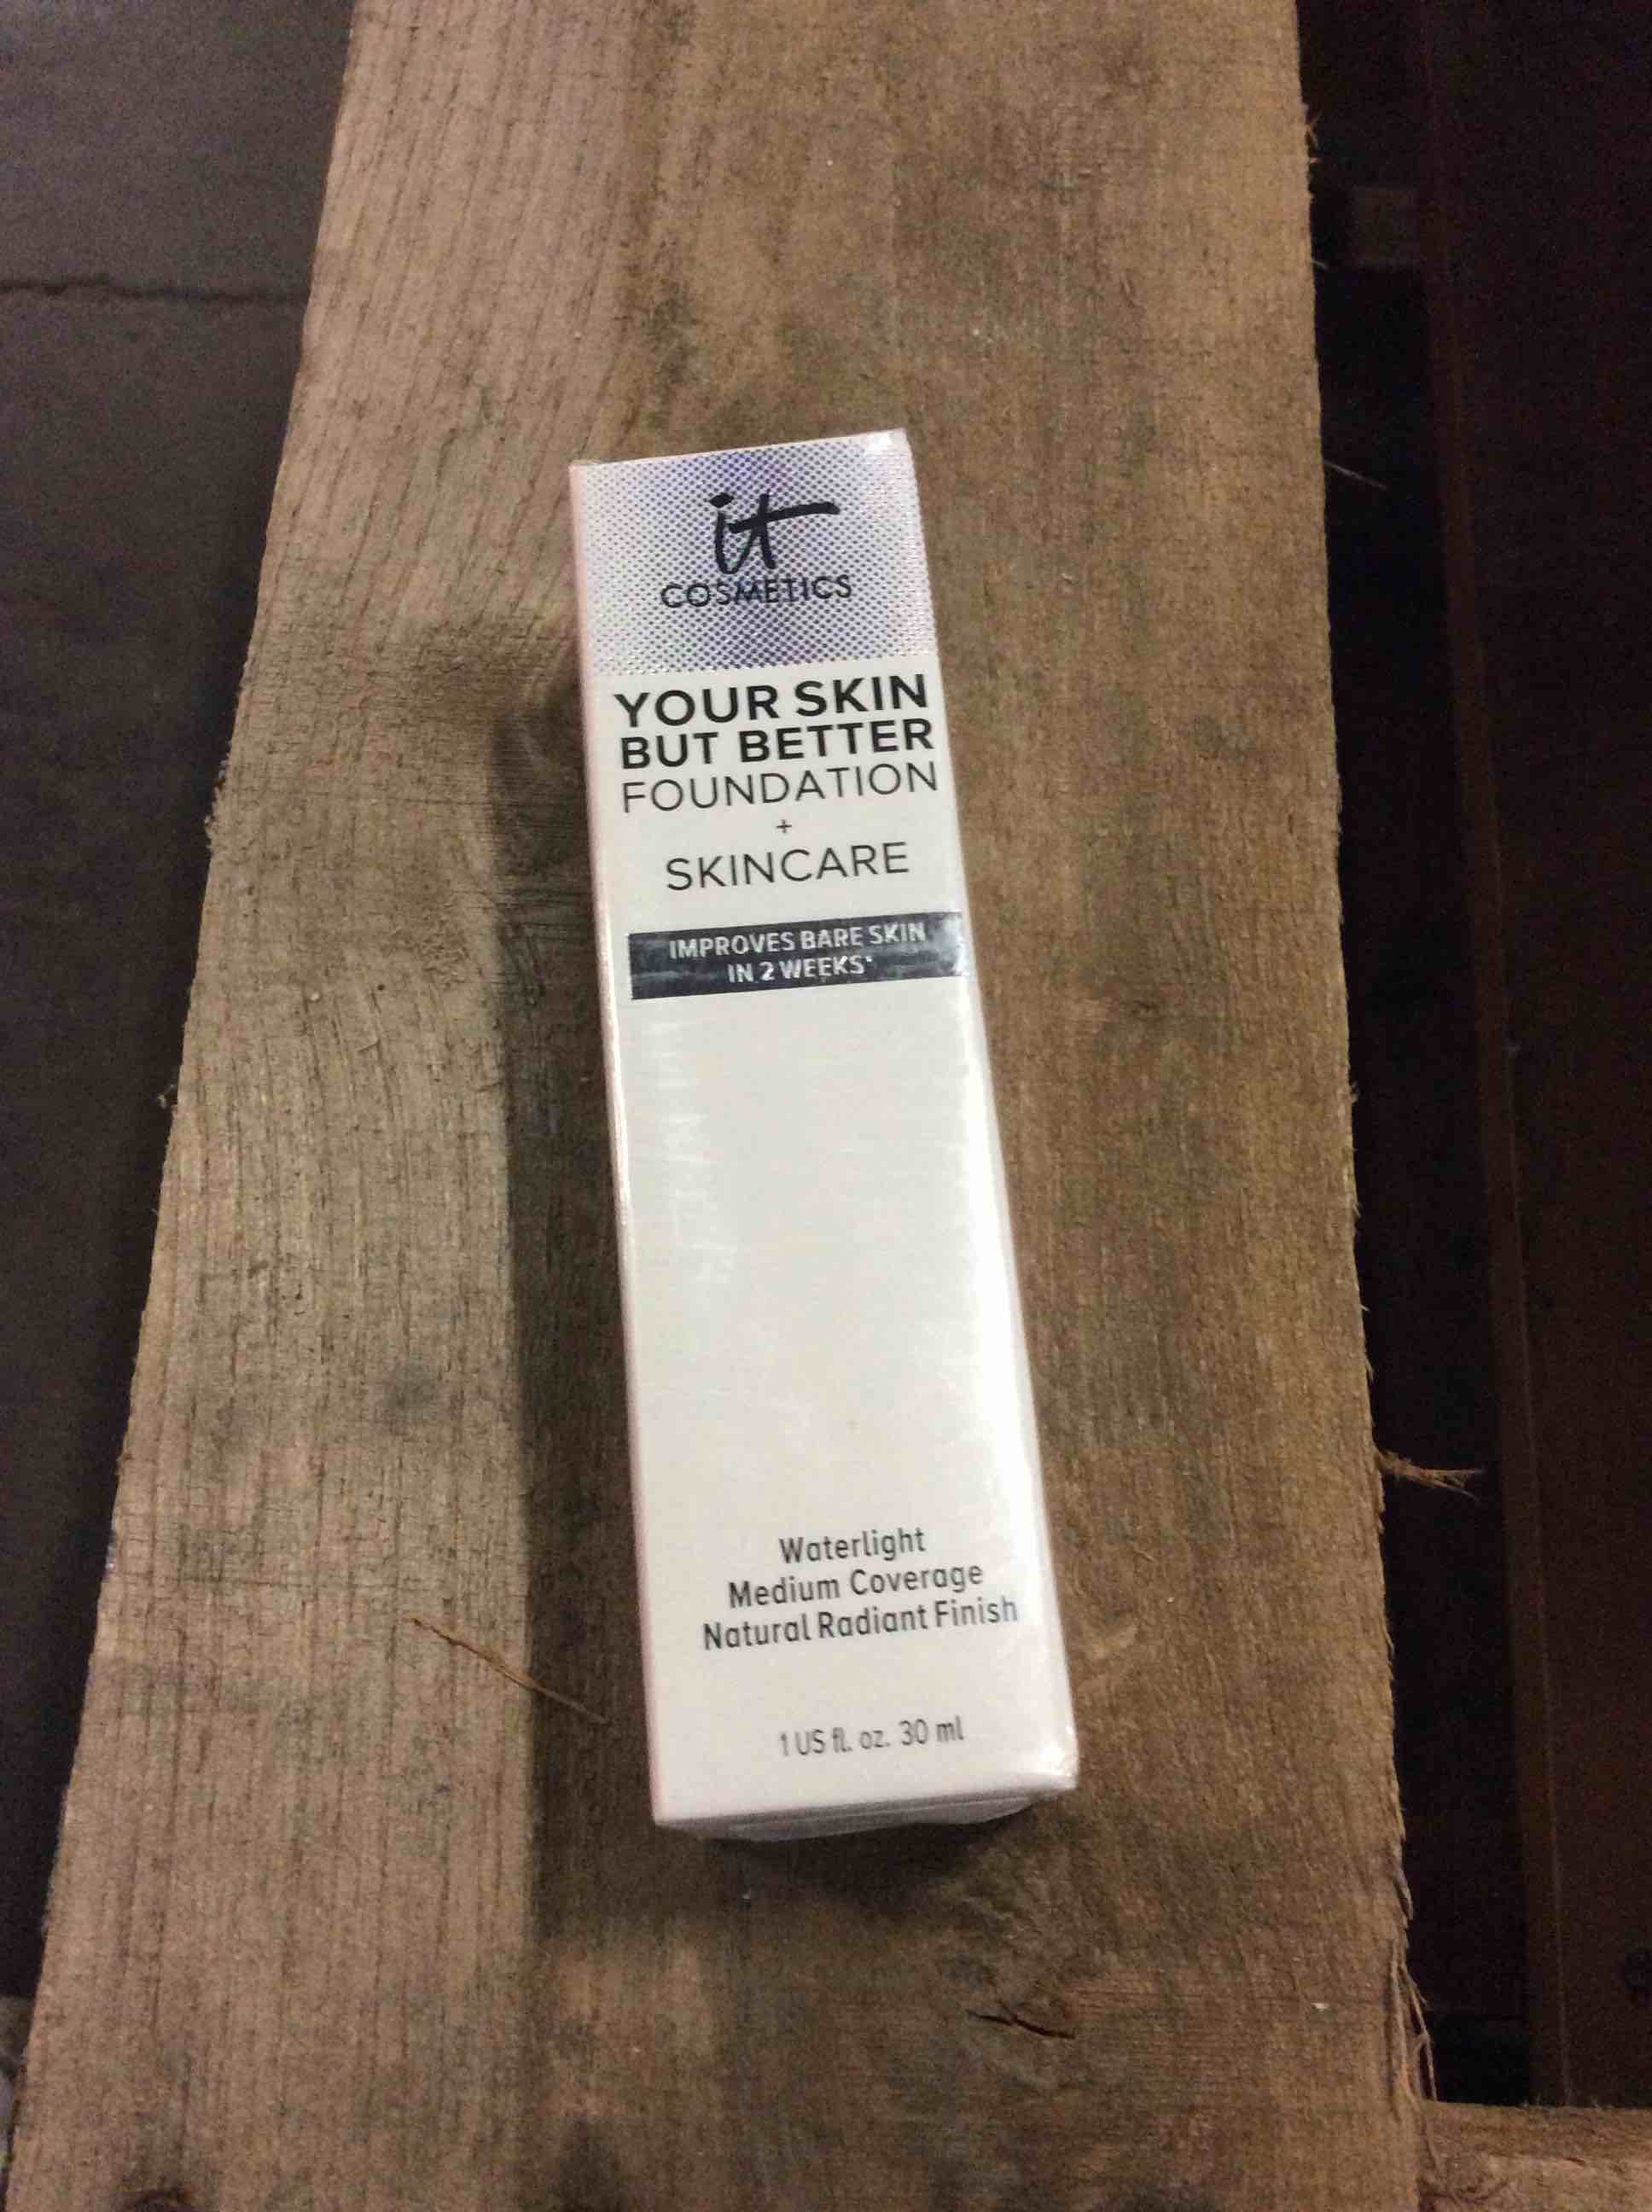 it
COSMETICS
YOUR SKIN
BUT BETTER
FOUNDATION
+
SKINCARE
IMPROVES BARE SKIN
IN 2 WEEKS*
Waterlight
Medium Coverage
Natural Radiant Finish
1 US fl. oz. 30 ml